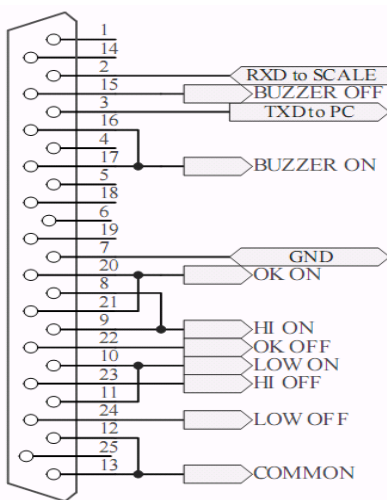 1
14
2 RXD to SCALE
15 BUZZER OFF
3 TXD to PC
16
4
17 BUZZER ON
5
18
6
19
7 GND
20 OK ON
8
21
9 HI ON
22 OK OFF
10 LOW ON
23 HI OFF
11
24 LOW OFF
12
25
13 COMMON